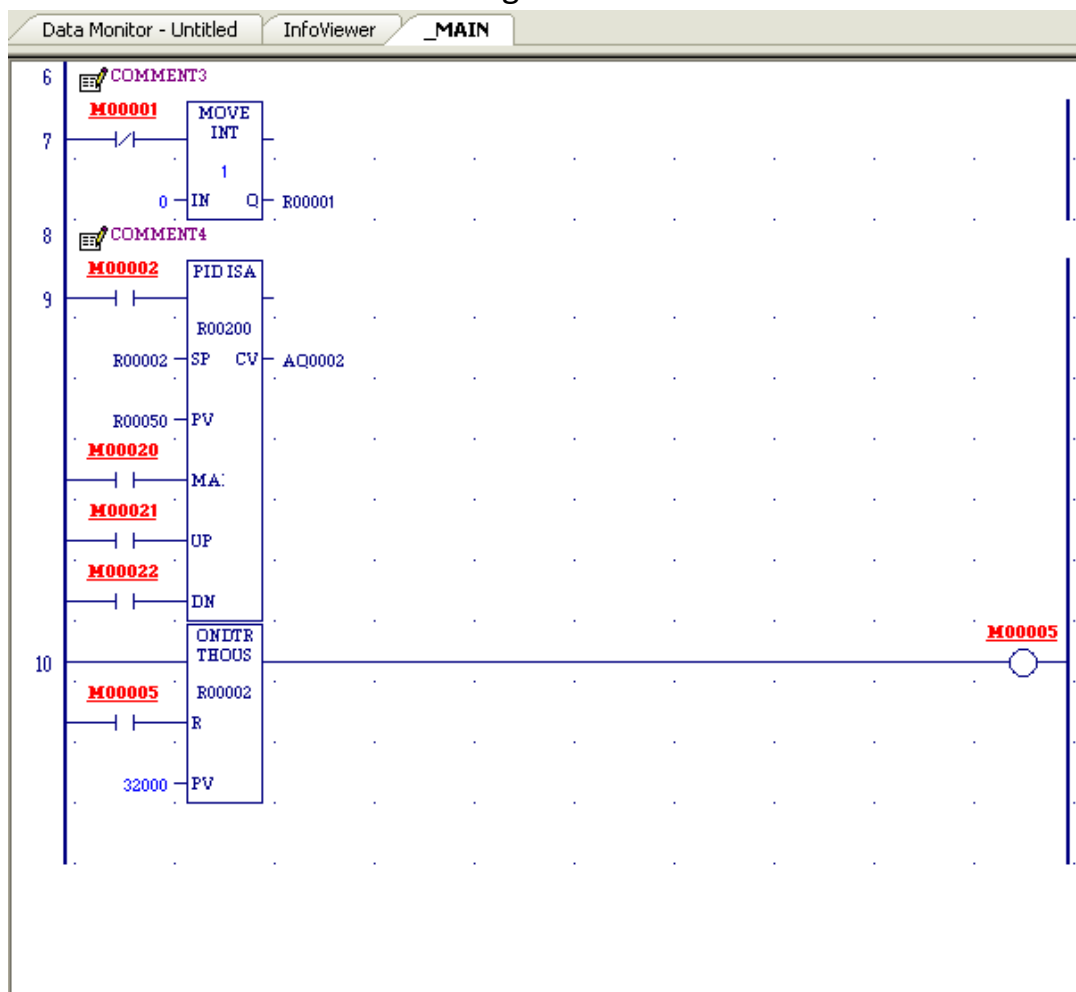 Data Monitor - Untitled InfoViewer _MAIN
6 COMMENT3
M00001 MOVE
7 INT
1
0 IN Q R00001
8 COMMENT4
M00002 PID ISA
9
R00200
R00002 SP CV AQ0002
R00050 PV
M00020
MA
M00021
UP
M00022
DN
ONDTR M00005
10 THOUS
M00005 R00002
R
32000 PV